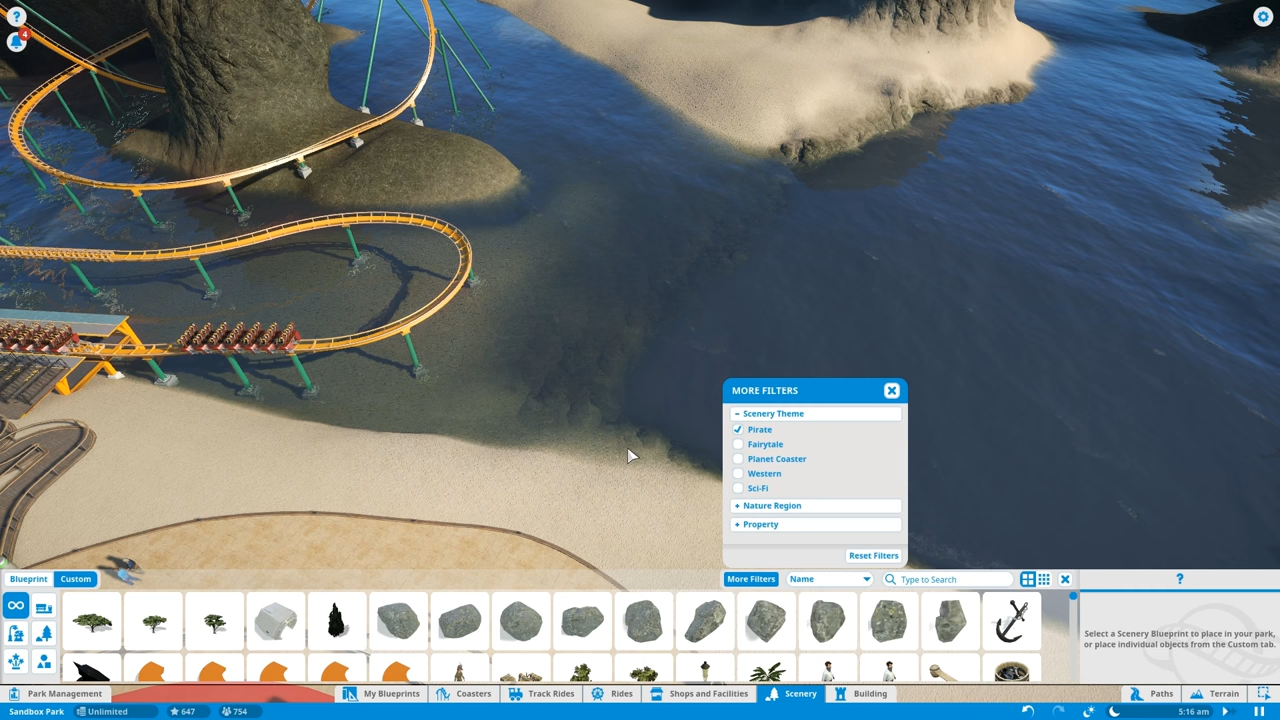 ?
4
MORE FILTERS
- Scenery Theme
Pirate
Fairytale
Planet Coaster
Western
Sci-Fi
+ Nature Region
+ Property
Reset Filters
Blueprint Custom More Filters Name Type to Search ?
Select a Scenery Blueprint to place in your park,
or place individual objects from the Custom tab.
Park Management My Blueprints Coasters Track Rides Rides Shops and Facilities Scenery Building Paths Terrain
Sandbox Park Unlimited 647 754 5:16 am